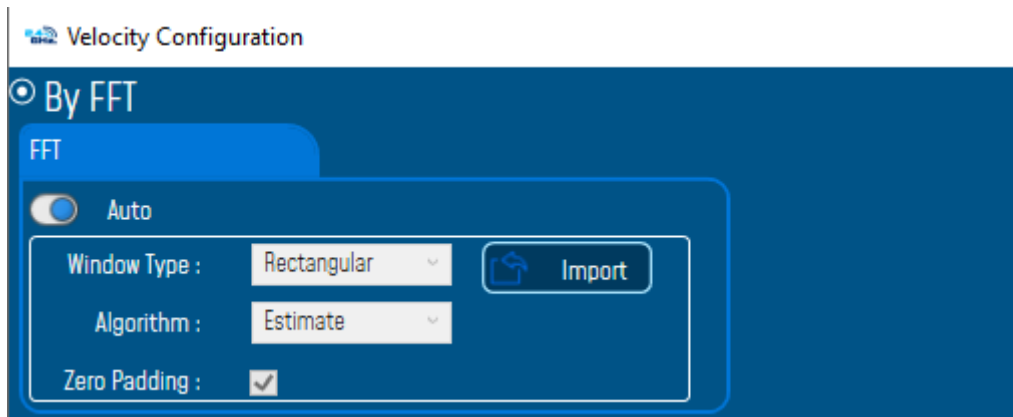 Velocity Configuration
By FFT
FFT
Auto
Window Type : Rectangular Import
Algorithm : Estimate
Zero Padding :